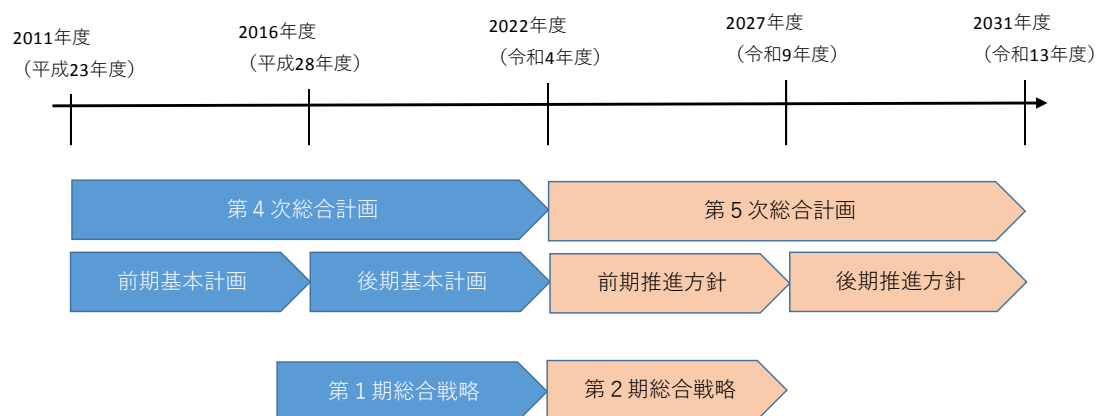 2011年度
（平成23年度）
2016年度
（平成28年度）
2022年度
（令和4年度）
2027年度
（令和9年度）
2031年度
（令和13年度）
第４次総合計画
第５次総合計画
前期基本計画
後期基本計画
前期推進方針
後期推進方針
第１期総合戦略
第２期総合戦略